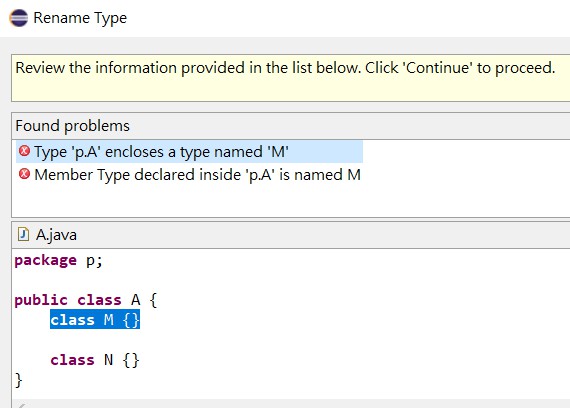 Rename Type
Review the information provided in the list below. Click 'Continue' to proceed.
Found problems
Type 'p.A' encloses a type named 'M'
Member Type declared inside 'p.A' is named M
A.java
package p;
public class A {
class M {}
class N {}
}